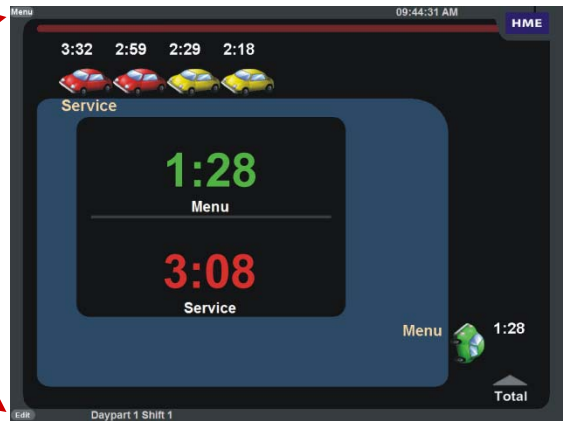 Menu 09:44:31 AM
HME
3:32 2:59 2:29 2:18
Service
1:28
Menu
3:08
Service
Menu 1:28
Total
Edit Daypart 1 Shift 1